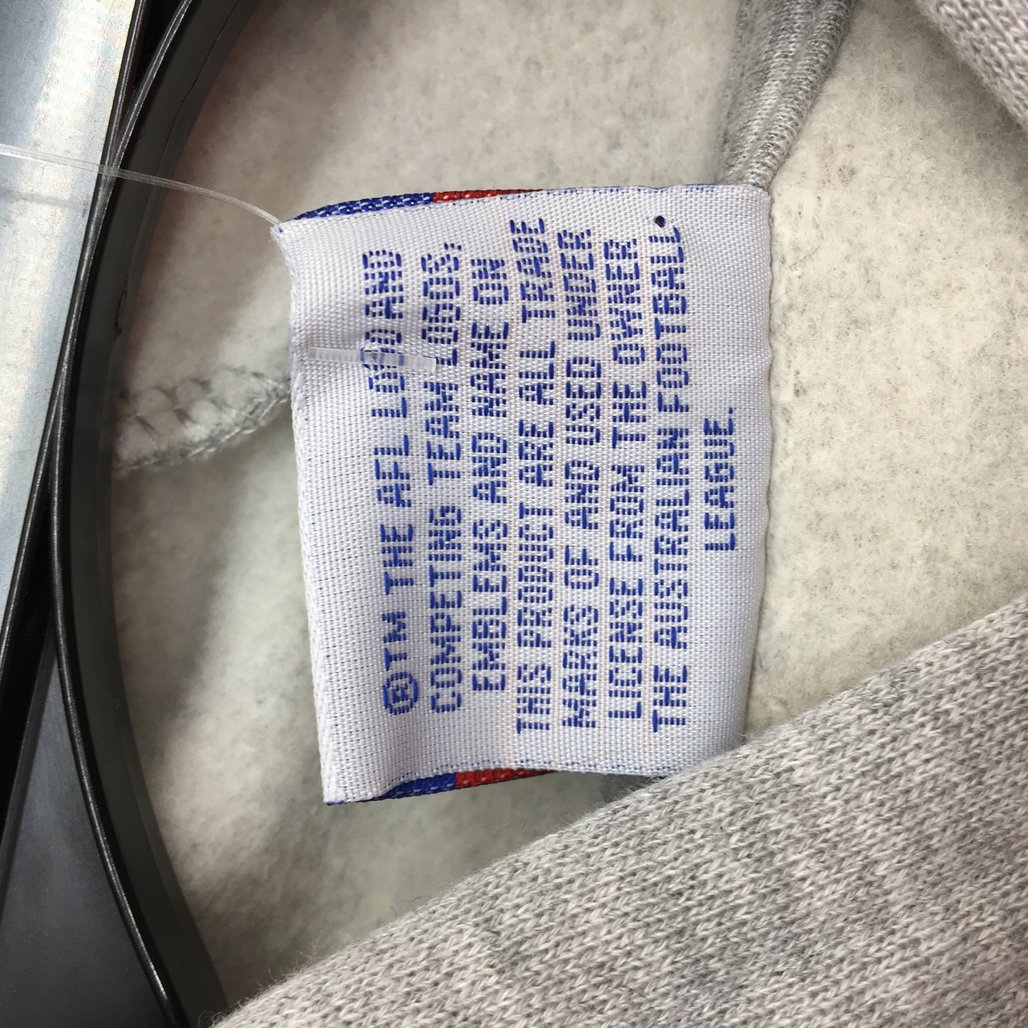 ® TM THE AFL LOGO AND
COMPETING TEAM LOGOS,
EMBLEMS AND NAME ON
THIS PRODUCT ARE ALL TRADE
MARKS OF AND USED UNDER
LICENSE FROM THE OWNER
THE AUSTRALIAN FOOTBALL
LEAGUE.